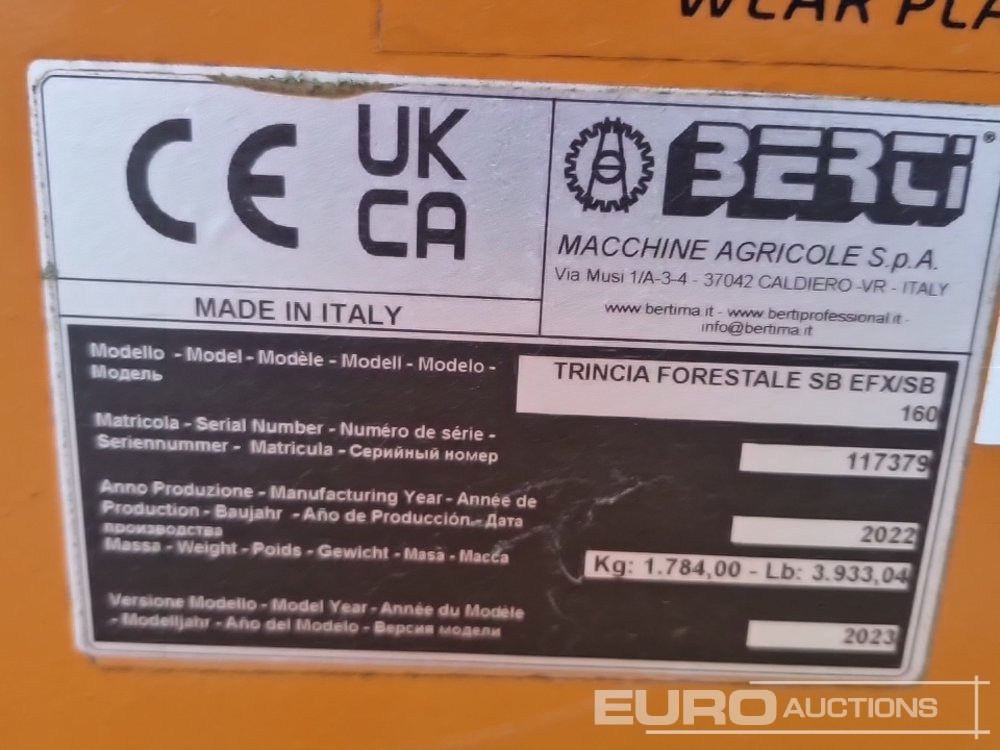 WEAR PLA
CE
UK
CA
MADE IN ITALY
BERTi®
MACCHINE AGRICOLE S.p.A.
Via Musi 1/A-3-4 - 37042 CALDIERO -VR - ITALY
www.bertima.it - www.bertiprofessional.it -
info@bertima.it
Modello - Model - Modèle - Modell - Modelo -
Модель
TRINCIA FORESTALE SB EFX/SB
160
Matricola - Serial Number - Numéro de série -
Seriennummer - Matricula - Серийный номер
117379
Anno Produzione - Manufacturing Year - Année de
Production - Baujahr - Año de Producción - Дата
производства
2022
Massa - Weight - Poids - Gewicht - Masa - Масса
Kg: 1.784,00 - Lb: 3.933,04
Versione Modello - Model Year - Année du Modèle
- Modelljahr - Año del Modelo - Версия модели
2023
EURO AUCTIONS